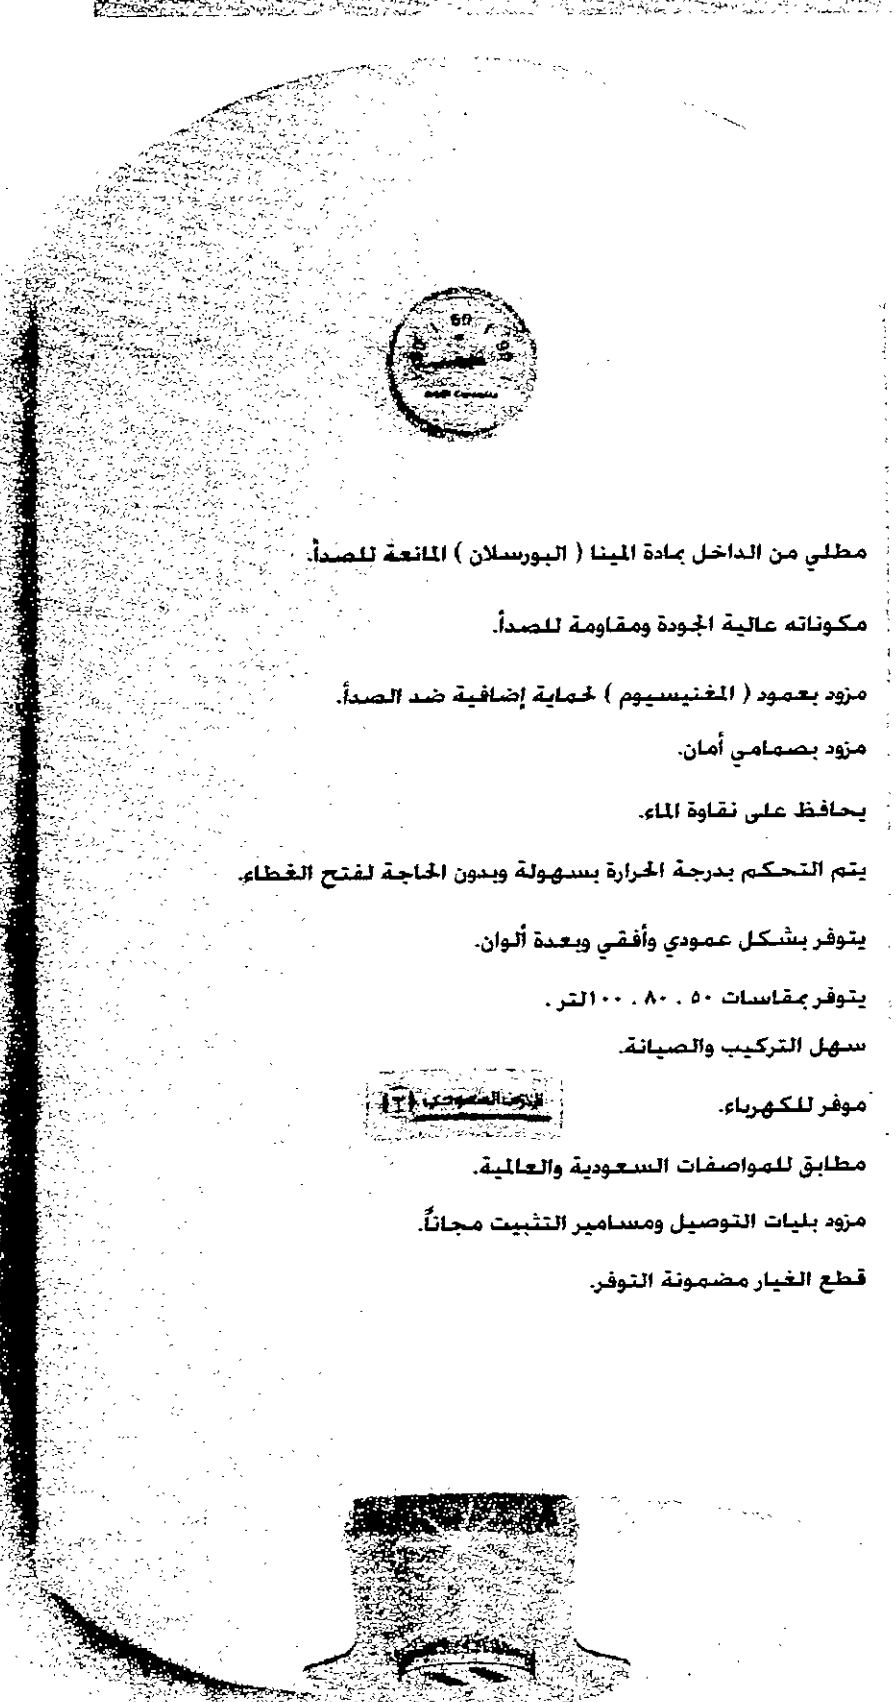 60
مطلي من الداخل بمادة المينا ( البورسلان ) المانعة للصدأ.
مكوناته عالية الجودة ومقاومة للصدأ.
مزود بعمود ( المغنيسيوم ) لحماية إضافية ضد الصدأ.
مزود بصمامي أمان.
يحافظ على نقاوة الماء.
يتم التحكم بدرجة الحرارة بسهولة وبدون الحاجة لفتح الغطاء.
يتوفر بشكل عمودي وأفقي وبعدة ألوان.
يتوفر بمقاسات ٥٠ . ٨٠ . ١٠٠لتر .
سهل التركيب والصيانة.
موفر للكهرباء.
مطابق للمواصفات السعودية والعالمية.
مزود بليات التوصيل ومسامير التثبيت مجاناً.
قطع الغيار مضمونة التوفر.